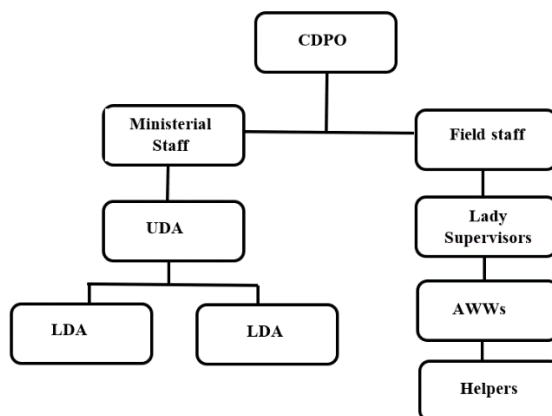 CDPO
Ministerial
Staff
Field staff
UDA
Lady
Supervisors
LDA
LDA
AWWs
Helpers